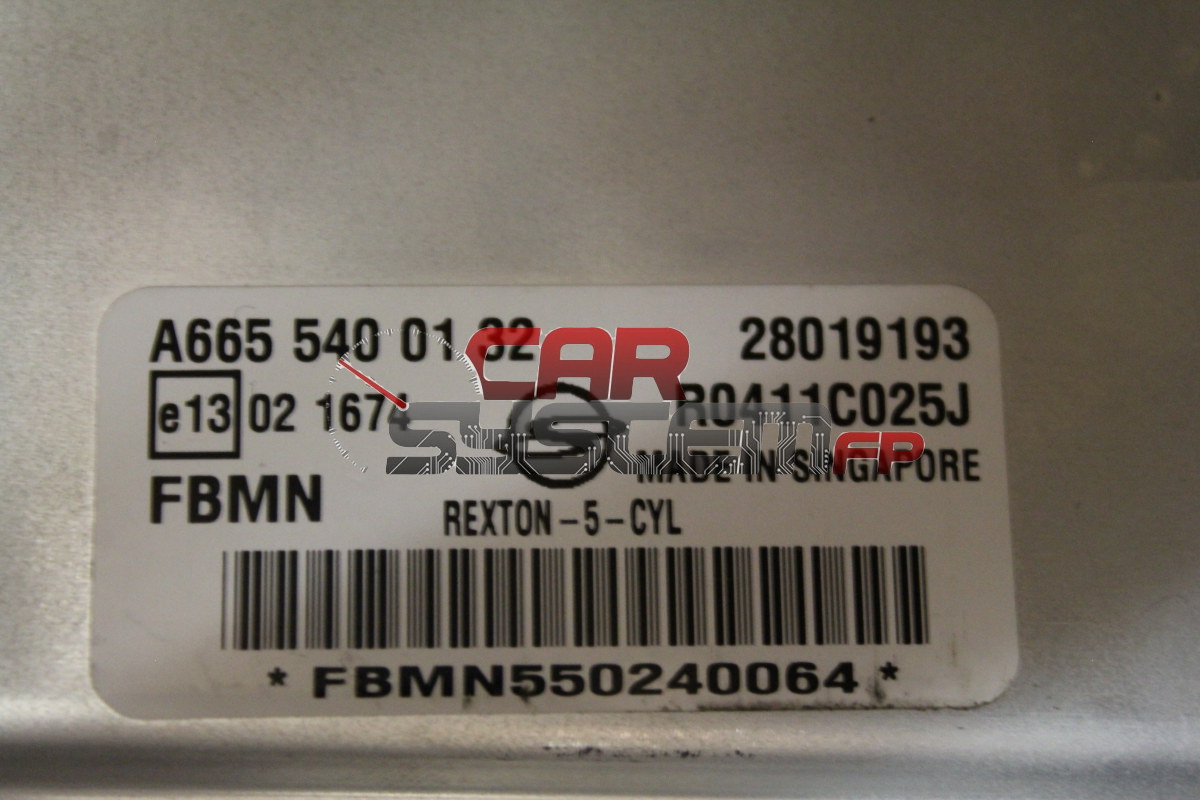 A665 540 01 32 28019193
CAR
e13 02 1674 R0411C025J
SYSTEM FP
MADE IN SINGAPORE
FBMN
REXTON-5-CYL
*FBMN550240064*